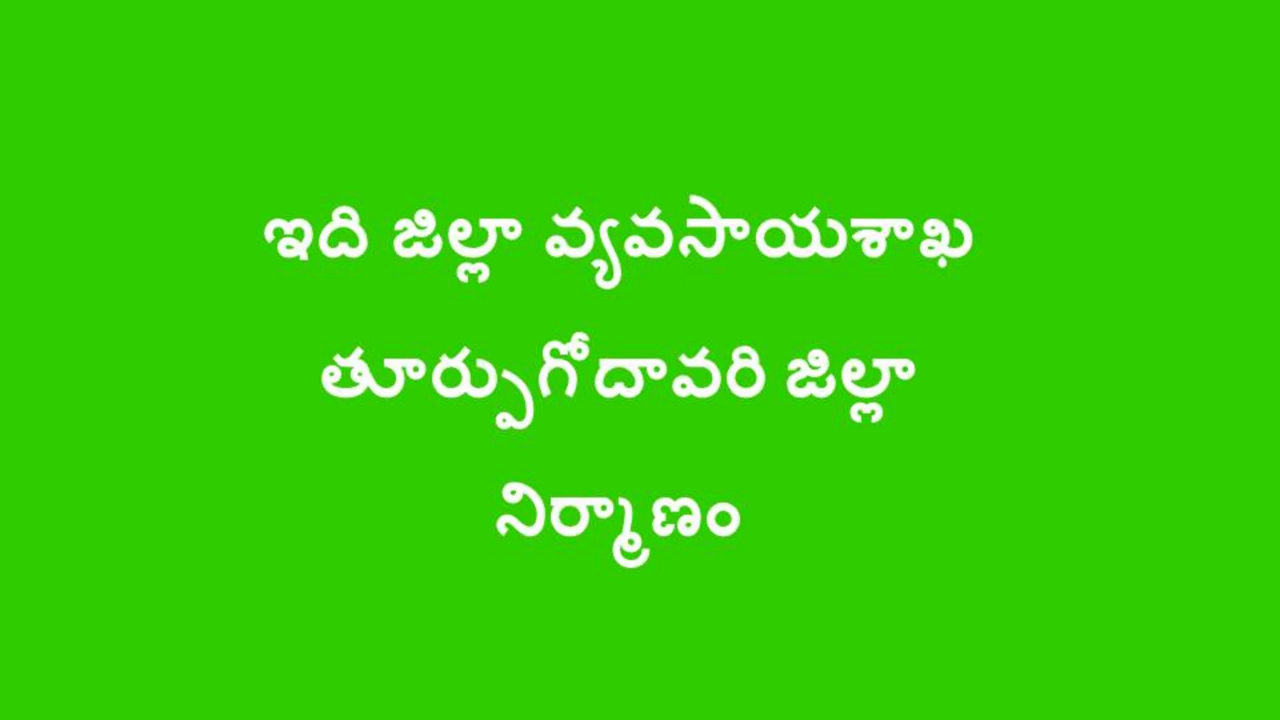 ఇది జిల్లా వ్యవసాయశాఖ
తూర్పుగోదావరి జిల్లా
నిర్మాణం